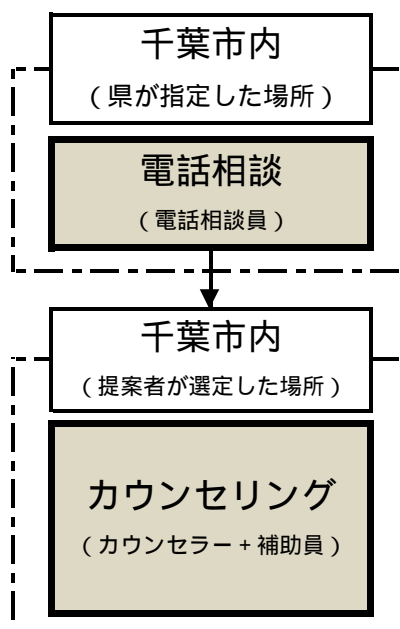 千葉市内
（県が指定した場所）
電話相談
（電話相談員）
千葉市内
（提案者が選定した場所）
カウンセリング
（カウンセラー＋補助員）